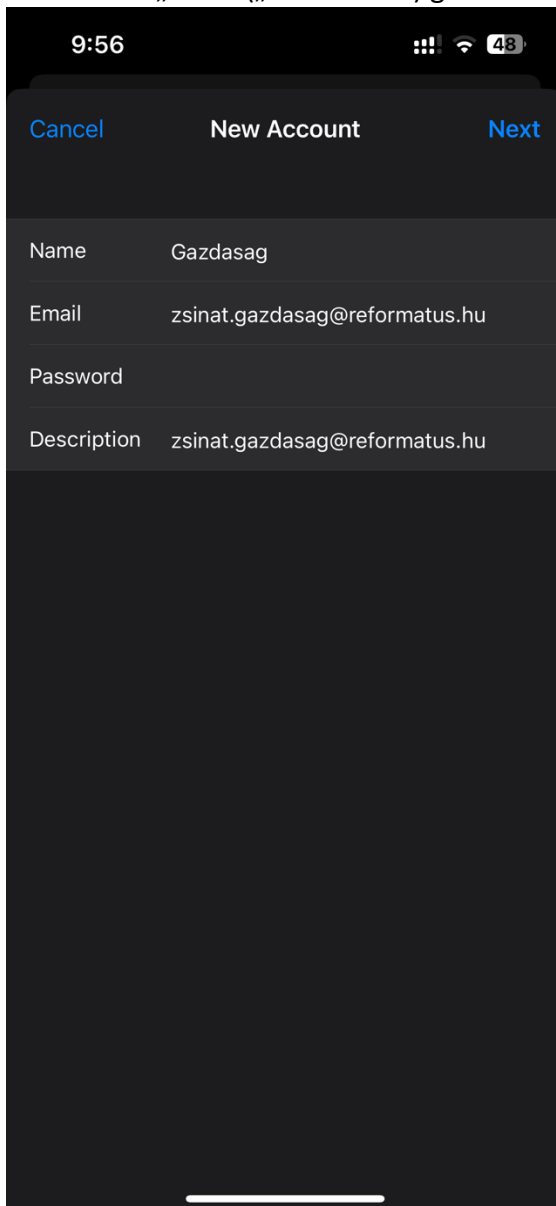 9:56 48
Cancel New Account Next
Name Gazdasag
Email zsinat.gazdasag@reformatus.hu
Password
Description zsinat.gazdasag@reformatus.hu